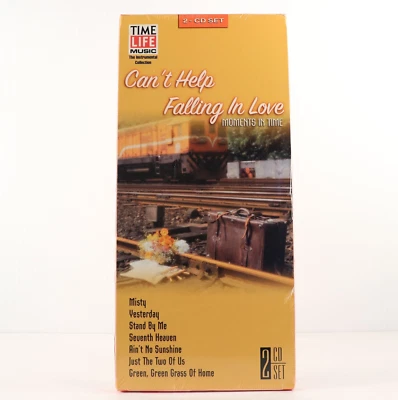 2-CD SET
TIME
LIFE
MUSIC
The Instrumental
Collection
Can't Help
Falling In Love
MOMENTS IN TIME
Misty
Yesterday
Stand By Me
Seventh Heaven
Ain't No Sunshine
Just The Two Of Us
Green, Green Grass Of Home
2 CD
SET